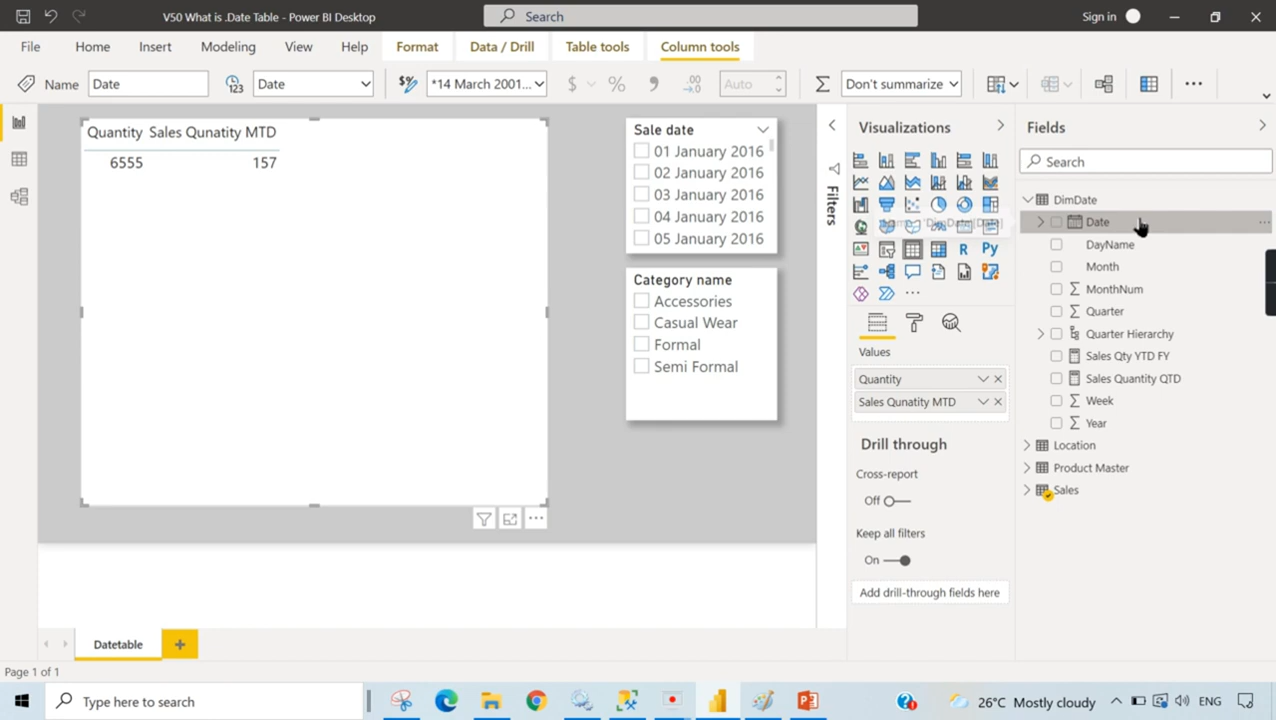 V50 What is .Date Table - Power BI Desktop
Search
Sign in
File Home Insert Modeling View Help Format Data / Drill Table tools Column tools
Name Date
Date
*14 March 2001...
$ % 9 .00
Auto
Σ Don't summarize
Quantity Sales Qunatity MTD
6555 157
Sale date
01 January 2016
02 January 2016
03 January 2016
04 January 2016
05 January 2016
Category name
Accessories
Casual Wear
Formal
Semi Formal
Filters
Visualizations
R Py
Values
Quantity
Sales Qunatity MTD
Drill through
Cross-report
Off
Keep all filters
On
Add drill-through fields here
Fields
Search
DimDate
Date
'DimDate'[Date]
DayName
Month
MonthNum
Quarter
Quarter Hierarchy
Sales Qty YTD FY
Sales Quantity QTD
Week
Year
Location
Product Master
Sales
Datetable
Page 1 of 1
Type here to search
26°C Mostly cloudy
ENG